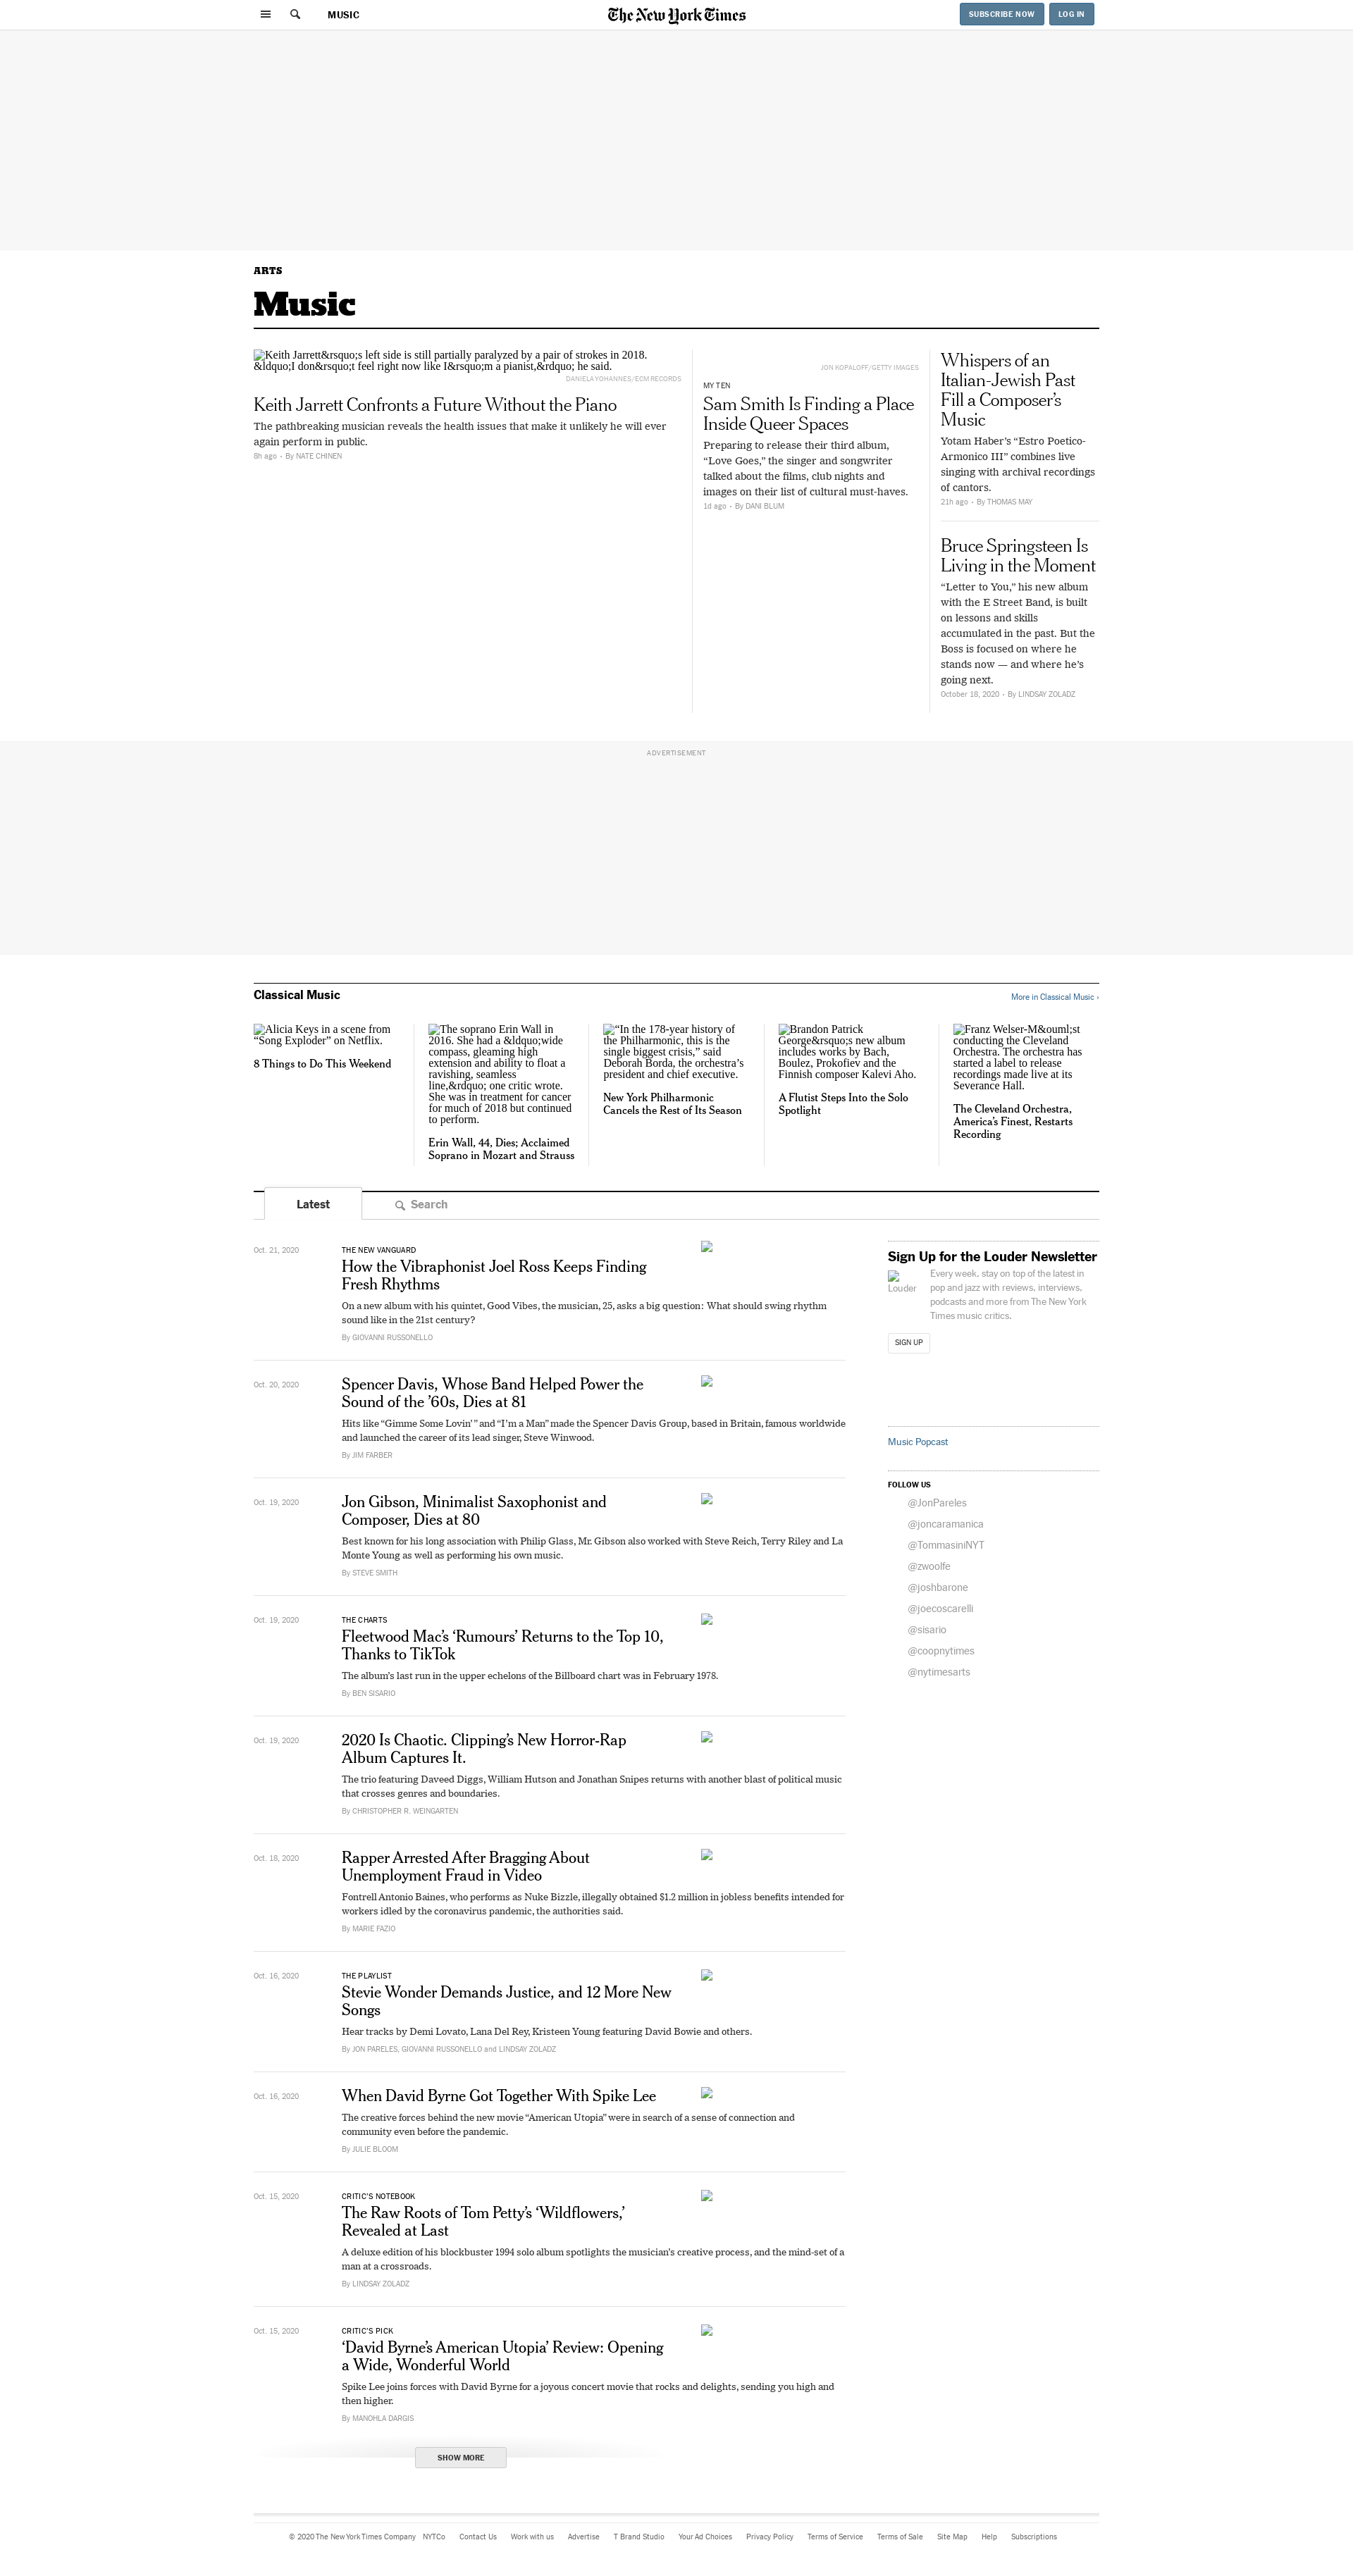 MUSIC
The New York Times
SUBSCRIBE NOW
LOG IN
ARTS
Music
Keith Jarrett&rsquo;s left side is still partially paralyzed by a pair of strokes in 2018.
&ldquo;I don&rsquo;t feel right now like I&rsquo;m a pianist,&rdquo; he said.
DANIELA YOHANNES/ECM RECORDS
Keith Jarrett Confronts a Future Without the Piano
The pathbreaking musician reveals the health issues that make it unlikely he will ever
again perform in public.
8h ago • By NATE CHINEN
JON KOPALOFF/GETTY IMAGES
MY TEN
Sam Smith Is Finding a Place
Inside Queer Spaces
Preparing to release their third album,
“Love Goes,” the singer and songwriter
talked about the films, club nights and
images on their list of cultural must-haves.
1d ago • By DANI BLUM
Whispers of an
Italian-Jewish Past
Fill a Composer’s
Music
Yotam Haber’s “Estro Poetico-
Armonico III” combines live
singing with archival recordings
of cantors.
21h ago • By THOMAS MAY
Bruce Springsteen Is
Living in the Moment
“Letter to You,” his new album
with the E Street Band, is built
on lessons and skills
accumulated in the past. But the
Boss is focused on where he
stands now — and where he’s
going next.
October 18, 2020 • By LINDSAY ZOLADZ
ADVERTISEMENT
Classical Music
More in Classical Music ›
Alicia Keys in a scene from
“Song Exploder” on Netflix.
8 Things to Do This Weekend
The soprano Erin Wall in
2016. She had a &ldquo;wide
compass, gleaming high
extension and ability to float a
ravishing, seamless
line,&rdquo; one critic wrote.
She was in treatment for cancer
for much of 2018 but continued
to perform.
Erin Wall, 44, Dies; Acclaimed
Soprano in Mozart and Strauss
“In the 178-year history of
the Philharmonic, this is the
single biggest crisis,” said
Deborah Borda, the orchestra’s
president and chief executive.
New York Philharmonic
Cancels the Rest of Its Season
Brandon Patrick
George&rsquo;s new album
includes works by Bach,
Boulez, Prokofiev and the
Finnish composer Kalevi Aho.
A Flutist Steps Into the Solo
Spotlight
Franz Welser-M&ouml;st
conducting the Cleveland
Orchestra. The orchestra has
started a label to release
recordings made live at its
Severance Hall.
The Cleveland Orchestra,
America’s Finest, Restarts
Recording
Latest
Search
Oct. 21, 2020
THE NEW VANGUARD
How the Vibraphonist Joel Ross Keeps Finding
Fresh Rhythms
On a new album with his quintet, Good Vibes, the musician, 25, asks a big question: What should swing rhythm
sound like in the 21st century?
By GIOVANNI RUSSONELLO
Oct. 20, 2020
Spencer Davis, Whose Band Helped Power the
Sound of the ’60s, Dies at 81
Hits like “Gimme Some Lovin’ ” and “I’m a Man” made the Spencer Davis Group, based in Britain, famous worldwide
and launched the career of its lead singer, Steve Winwood.
By JIM FARBER
Oct. 19, 2020
Jon Gibson, Minimalist Saxophonist and
Composer, Dies at 80
Best known for his long association with Philip Glass, Mr. Gibson also worked with Steve Reich, Terry Riley and La
Monte Young as well as performing his own music.
By STEVE SMITH
Oct. 19, 2020
THE CHARTS
Fleetwood Mac’s ‘Rumours’ Returns to the Top 10,
Thanks to TikTok
The album’s last run in the upper echelons of the Billboard chart was in February 1978.
By BEN SISARIO
Oct. 19, 2020
2020 Is Chaotic. Clipping’s New Horror-Rap
Album Captures It.
The trio featuring Daveed Diggs, William Hutson and Jonathan Snipes returns with another blast of political music
that crosses genres and boundaries.
By CHRISTOPHER R. WEINGARTEN
Oct. 18, 2020
Rapper Arrested After Bragging About
Unemployment Fraud in Video
Fontrell Antonio Baines, who performs as Nuke Bizzle, illegally obtained $1.2 million in jobless benefits intended for
workers idled by the coronavirus pandemic, the authorities said.
By MARIE FAZIO
Oct. 16, 2020
THE PLAYLIST
Stevie Wonder Demands Justice, and 12 More New
Songs
Hear tracks by Demi Lovato, Lana Del Rey, Kristeen Young featuring David Bowie and others.
By JON PARELES, GIOVANNI RUSSONELLO and LINDSAY ZOLADZ
Oct. 16, 2020
When David Byrne Got Together With Spike Lee
The creative forces behind the new movie “American Utopia” were in search of a sense of connection and
community even before the pandemic.
By JULIE BLOOM
Oct. 15, 2020
CRITIC’S NOTEBOOK
The Raw Roots of Tom Petty’s ‘Wildflowers,’
Revealed at Last
A deluxe edition of his blockbuster 1994 solo album spotlights the musician’s creative process, and the mind-set of a
man at a crossroads.
By LINDSAY ZOLADZ
Oct. 15, 2020
CRITIC’S PICK
‘David Byrne’s American Utopia’ Review: Opening
a Wide, Wonderful World
Spike Lee joins forces with David Byrne for a joyous concert movie that rocks and delights, sending you high and
then higher.
By MANOHLA DARGIS
SHOW MORE
Sign Up for the Louder Newsletter
Louder
Every week, stay on top of the latest in
pop and jazz with reviews, interviews,
podcasts and more from The New York
Times music critics.
SIGN UP
Music Popcast
FOLLOW US
@JonPareles
@joncaramanica
@TommasiniNYT
@zwoolfe
@joshbarone
@joecoscarelli
@sisario
@coopnytimes
@nytimesarts
© 2020 The New York Times Company NYTCo Contact Us Work with us Advertise T Brand Studio Your Ad Choices Privacy Policy Terms of Service Terms of Sale Site Map Help Subscriptions